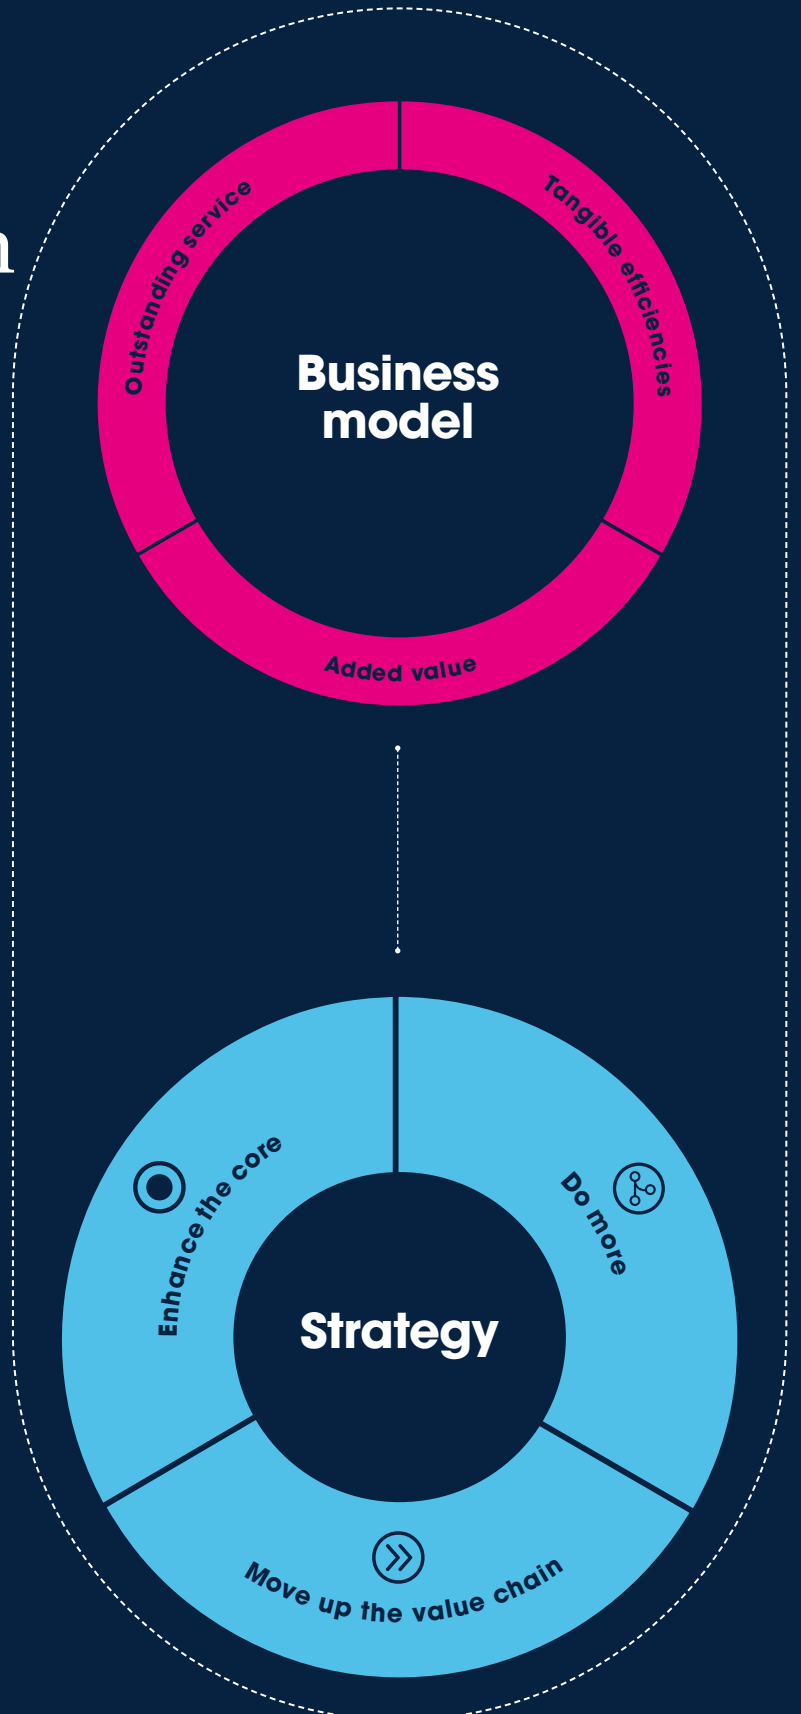 n
Outstanding service
Tangible efficiencies
Business
model
Added value
Enhance the core
Do more
Strategy
Move up the value chain